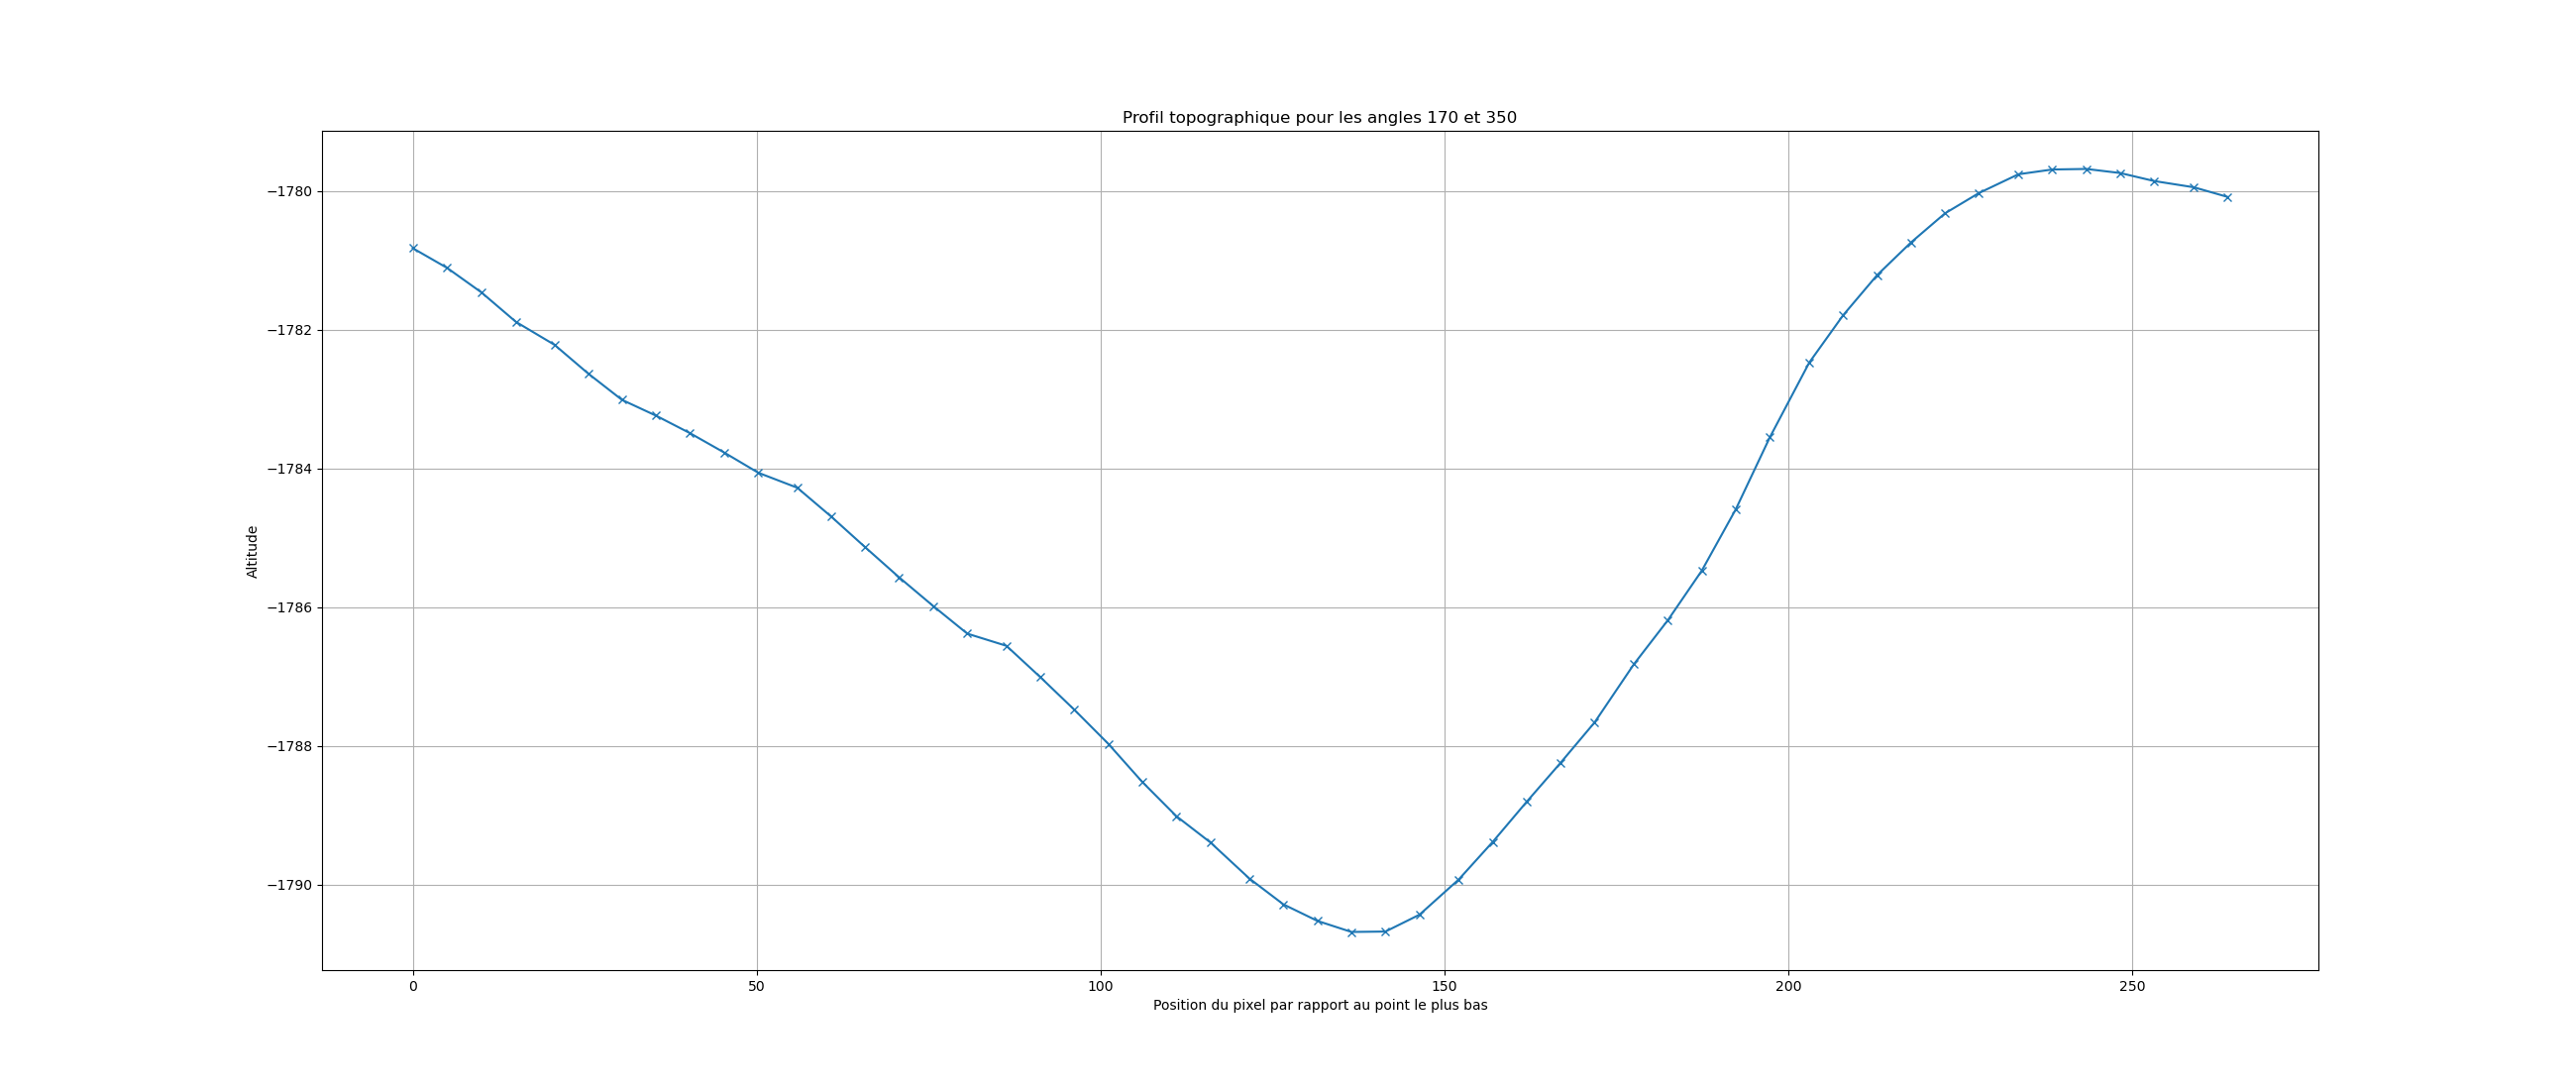 Profil topographique pour les angles 170 et 350
−1780
−1782
−1784
−1786
−1788
−1790
Altitude
0 50 100 150 200 250
Position du pixel par rapport au point le plus bas